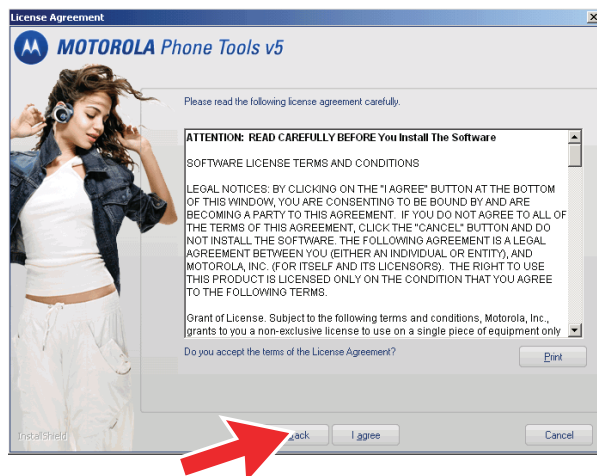 License Agreement
MOTOROLA Phone Tools v5
Please read the following license agreement carefully.
ATTENTION: READ CAREFULLY BEFORE You Install The Software
SOFTWARE LICENSE TERMS AND CONDITIONS
LEGAL NOTICES: BY CLICKING ON THE "I AGREE" BUTTON AT THE BOTTOM
OF THIS WINDOW, YOU ARE CONSENTING TO BE BOUND BY AND ARE
BECOMING A PARTY TO THIS AGREEMENT. IF YOU DO NOT AGREE TO ALL OF
THE TERMS OF THIS AGREEMENT, CLICK THE "CANCEL" BUTTON AND DO
NOT INSTALL THE SOFTWARE. THE FOLLOWING AGREEMENT IS A LEGAL
AGREEMENT BETWEEN YOU (EITHER AN INDIVIDUAL OR ENTITY), AND
MOTOROLA, INC. (FOR ITSELF AND ITS LICENSORS). THE RIGHT TO USE
THIS PRODUCT IS LICENSED ONLY ON THE CONDITION THAT YOU AGREE
TO THE FOLLOWING TERMS.
Grant of License. Subject to the following terms and conditions, Motorola, Inc.,
grants to you a non-exclusive license to use on a single piece of equipment only
Do you accept the terms of the License Agreement?
Print
InstallShield
I agree
Cancel